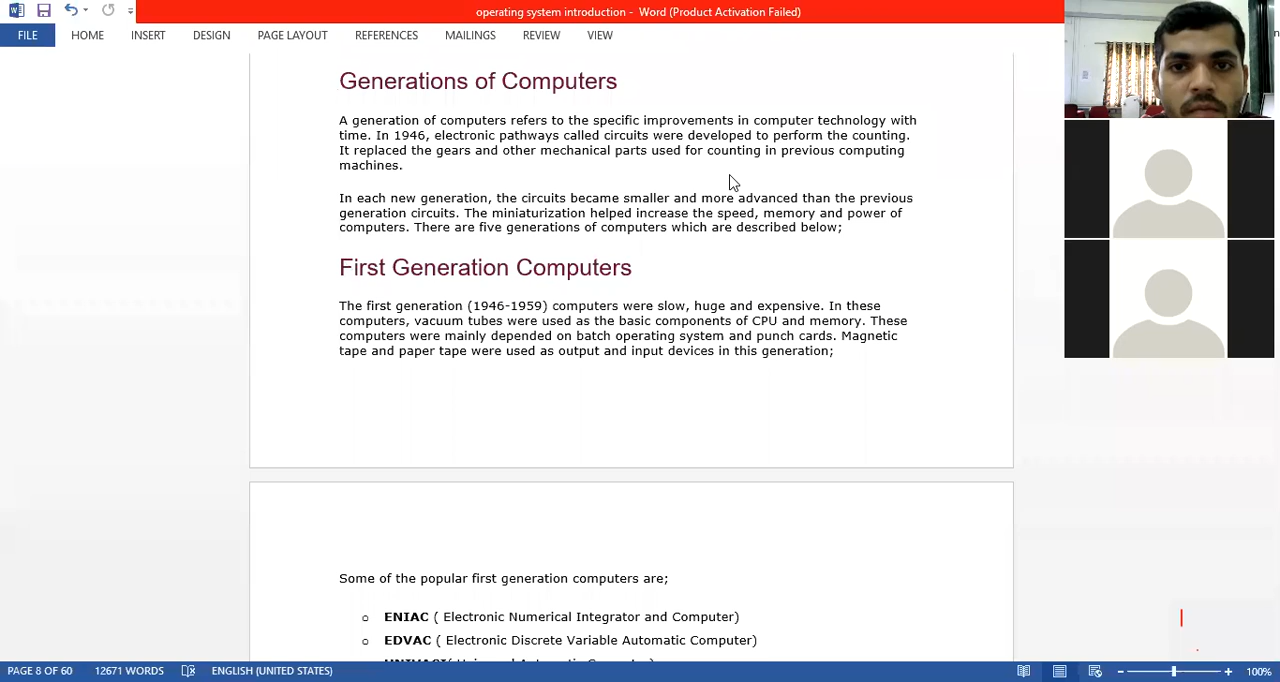 operating system introduction - Word (Product Activation Failed)
FILE HOME INSERT DESIGN PAGE LAYOUT REFERENCES MAILINGS REVIEW VIEW
Generations of Computers
A generation of computers refers to the specific improvements in computer technology with
time. In 1946, electronic pathways called circuits were developed to perform the counting.
It replaced the gears and other mechanical parts used for counting in previous computing
machines.
In each new generation, the circuits became smaller and more advanced than the previous
generation circuits. The miniaturization helped increase the speed, memory and power of
computers. There are five generations of computers which are described below;
First Generation Computers
The first generation (1946-1959) computers were slow, huge and expensive. In these
computers, vacuum tubes were used as the basic components of CPU and memory. These
computers were mainly depended on batch operating system and punch cards. Magnetic
tape and paper tape were used as output and input devices in this generation;
Some of the popular first generation computers are;
o ENIAC ( Electronic Numerical Integrator and Computer)
o EDVAC ( Electronic Discrete Variable Automatic Computer)
PAGE 8 OF 60 12671 WORDS ENGLISH (UNITED STATES) 100%